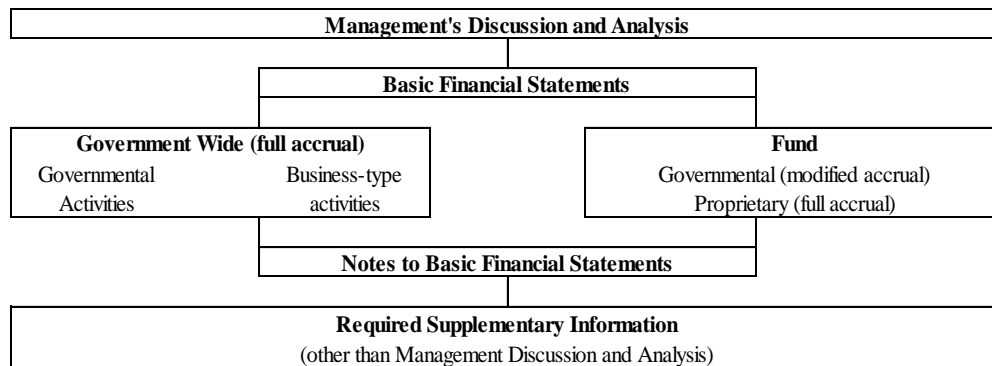 Management's Discussion and Analysis
Basic Financial Statements
Government Wide (full accrual)
Governmental
Activities
Business-type
activities
Fund
Governmental (modified accrual)
Proprietary (full accrual)
Notes to Basic Financial Statements
Required Supplementary Information
(other than Management Discussion and Analysis)